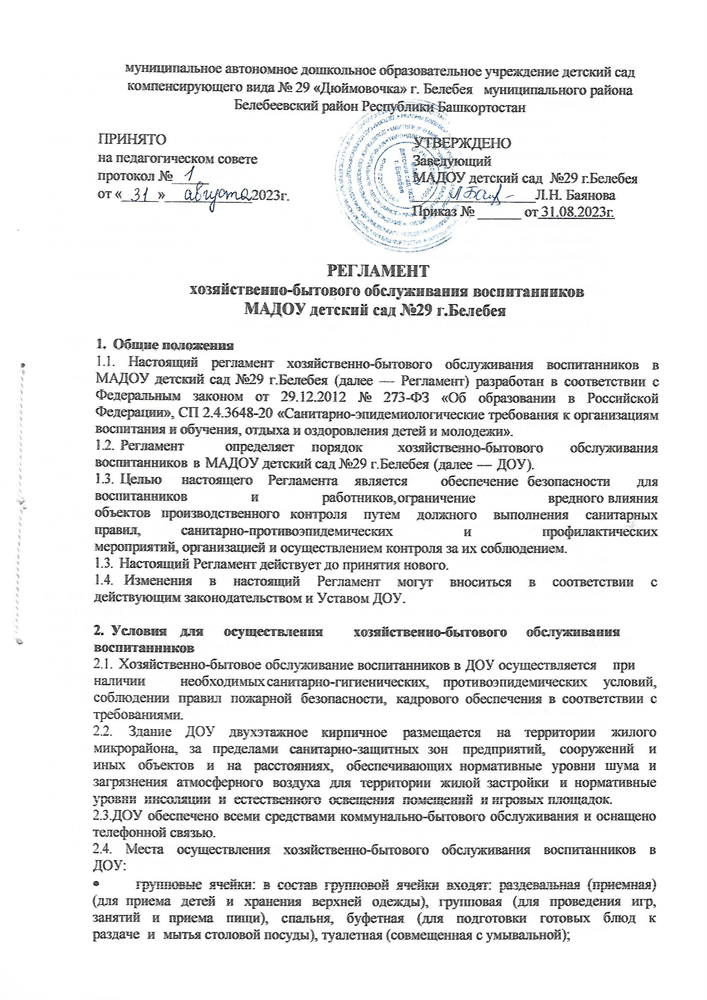 муниципальное автономное дошкольное образовательное учреждение детский сад
компенсирующего вида № 29 «Дюймовочка» г. Белебея муниципального района
Белебеевский район Республики Башкортостан
ПРИНЯТО
на педагогическом совете
протокол № 1
от « 31 » августа 2023г.
УТВЕРЖДЕНО
Заведующий
МАДОУ детский сад №29 г.Белебея
Л.Н. Баянова
Приказ № ______ от 31.08.2023г.
МАДОУ
детский сад №29
г. Белебея
РЕГЛАМЕНТ
хозяйственно-бытового обслуживания воспитанников
МАДОУ детский сад №29 г.Белебея
1. Общие положения
1.1. Настоящий регламент хозяйственно-бытового обслуживания воспитанников в
МАДОУ детский сад №29 г.Белебея (далее — Регламент) разработан в соответствии с
Федеральным законом от 29.12.2012 № 273-ФЗ «Об образовании в Российской
Федерации», СП 2.4.3648-20 «Санитарно-эпидемиологические требования к организациям
воспитания и обучения, отдыха и оздоровления детей и молодежи».
1.2. Регламент определяет порядок хозяйственно-бытового обслуживания
воспитанников в МАДОУ детский сад №29 г.Белебея (далее — ДОУ).
1.3. Целью настоящего Регламента является обеспечение безопасности для
воспитанников и работников,ограничение вредного влияния
объектов производственного контроля путем должного выполнения санитарных
правил, санитарно-противоэпидемических и профилактических
мероприятий, организацией и осуществлением контроля за их соблюдением.
1.3. Настоящий Регламент действует до принятия нового.
1.4. Изменения в настоящий Регламент могут вноситься в соответствии с
действующим законодательством и Уставом ДОУ.
2. Условия для осуществления хозяйственно-бытового обслуживания
воспитанников
2.1. Хозяйственно-бытовое обслуживание воспитанников в ДОУ осуществляется при
наличии необходимых санитарно-гигиенических, противоэпидемических условий,
соблюдении правил пожарной безопасности, кадрового обеспечения в соответствии с
требованиями.
2.2. Здание ДОУ двухэтажное кирпичное размещается на территории жилого
микрорайона, за пределами санитарно-защитных зон предприятий, сооружений и
иных объектов и на расстояниях, обеспечивающих нормативные уровни шума и
загрязнения атмосферного воздуха для территории жилой застройки и нормативные
уровни инсоляции и естественного освещения помещений и игровых площадок.
2.3.ДОУ обеспечено всеми средствами коммунально-бытового обслуживания и оснащено
телефонной связью.
2.4. Места осуществления хозяйственно-бытового обслуживания воспитанников в
ДОУ:
• групповые ячейки: в состав групповой ячейки входят: раздевальная (приемная)
(для приема детей и хранения верхней одежды), групповая (для проведения игр,
занятий и приема пищи), спальня, буфетная (для подготовки готовых блюд к
раздаче и мытья столовой посуды), туалетная (совмещенная с умывальной);